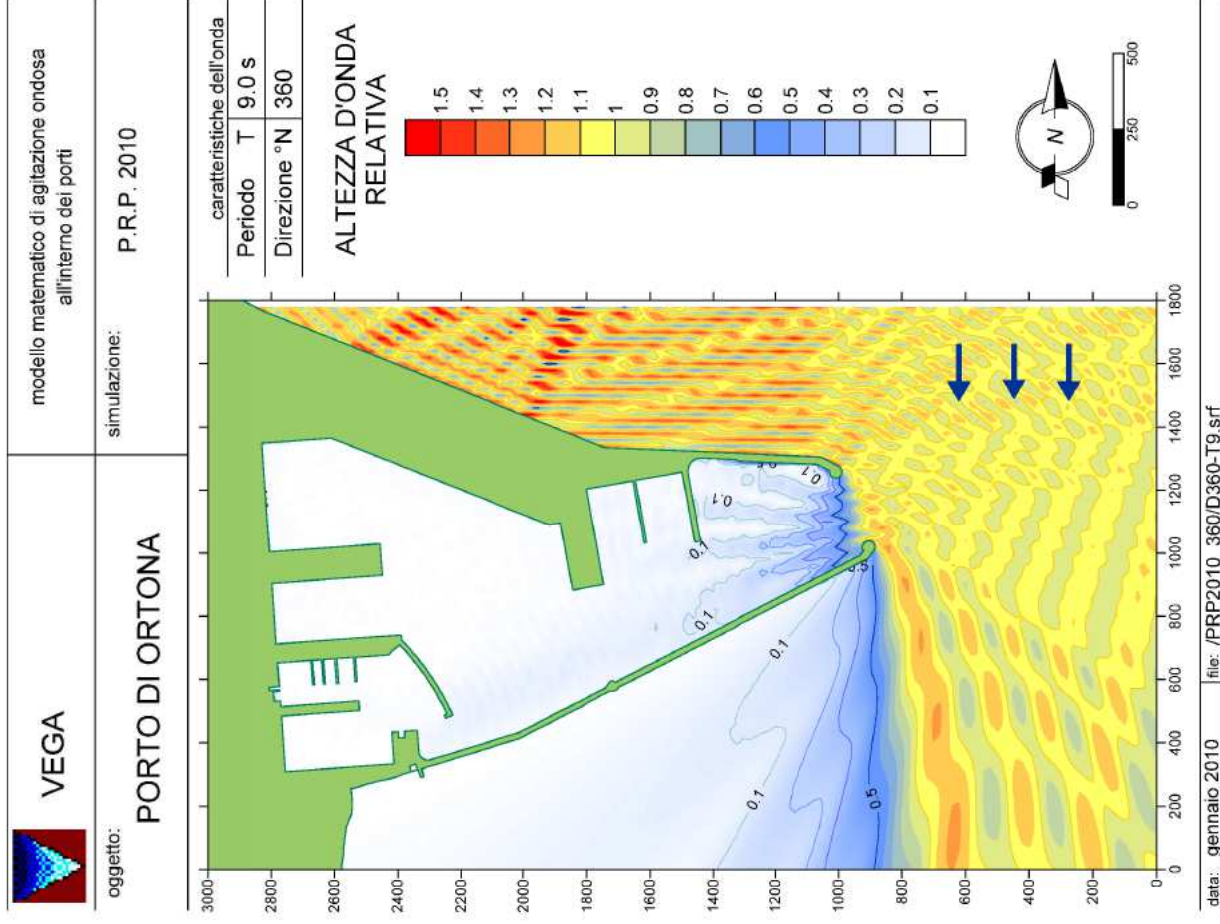 VEGA
modello matematico di agitazione ondosa
all'interno dei porti
oggetto:
PORTO DI ORTONA
simulazione:
P.R.P. 2010
caratteristiche dell'onda
Periodo T 9.0 s
Direzione °N 360
ALTEZZA D'ONDA
RELATIVA
1.5
1.4
1.3
1.2
1.1
1
0.9
0.8
0.7
0.6
0.5
0.4
0.3
0.2
0.1
N
0 250 500
3000
2800
2600
2400
2200
2000
1800
1600
1400
1200
1000
800
600
400
200
0
0 200 400 600 800 1000 1200 1400 1600 1800
0.1
0.1
0.1
0.1
0.1
0.1
0.5
0.5
data: gennaio 2010
file: /PRP2010_360/D360-T9.srf